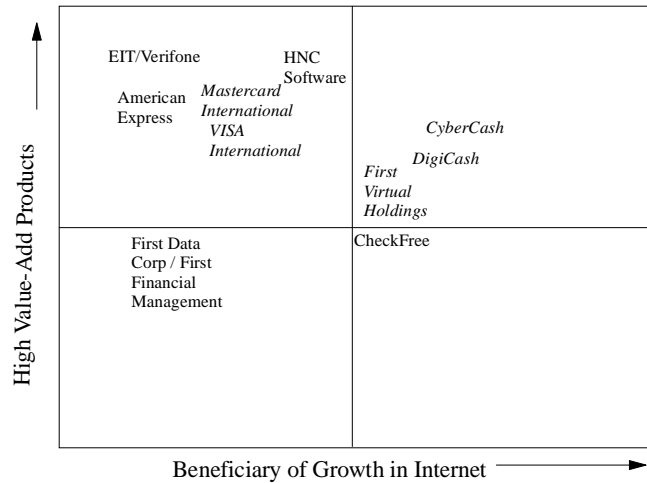 EIT/Verifone
HNC
Software
American
Express
Mastercard
International
VISA
International
CyberCash
DigiCash
First
Virtual
Holdings
First Data
Corp / First
Financial
Management
CheckFree
High Value-Add Products
Beneficiary of Growth in Internet